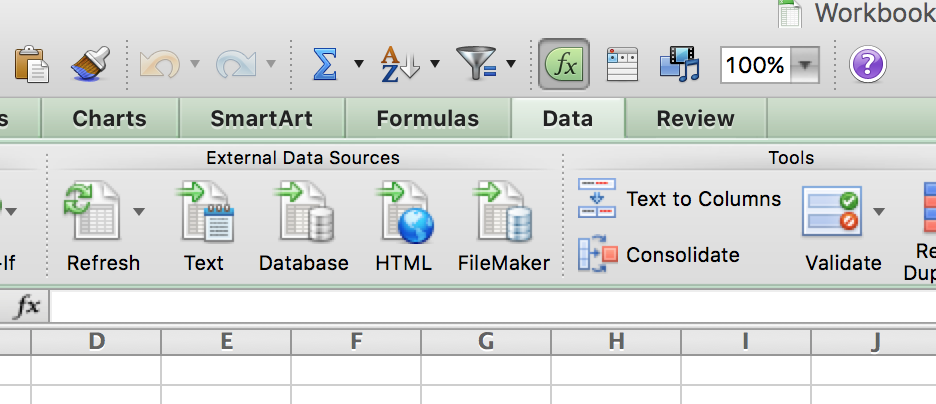 Workbook
100%
?
s Charts SmartArt Formulas Data Review
External Data Sources Tools
Text to Columns
Consolidate
-If Refresh Text Database HTML FileMaker Validate Re
Dup
fx
D E F G H I J